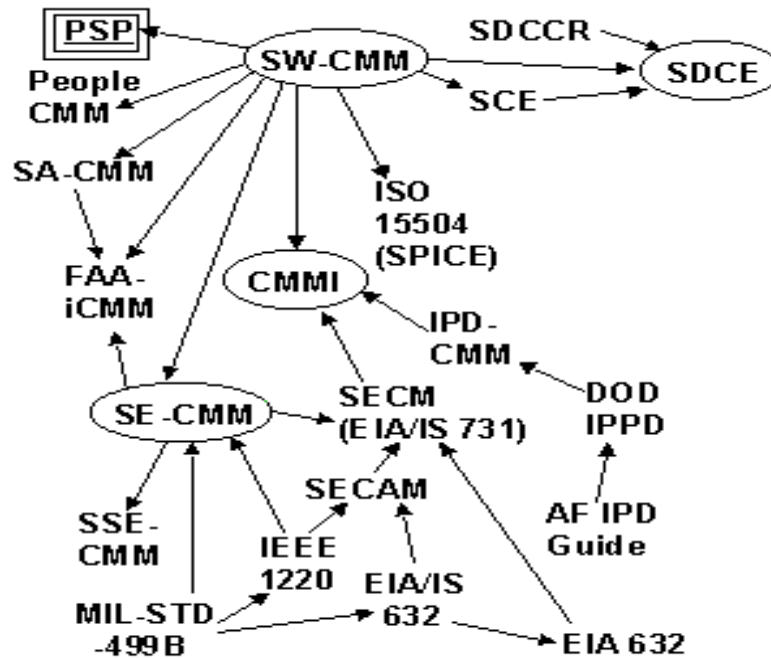 PSP
SW-CMM
SDCCR
SDCE
People
CMM
SCE
SA-CMM
ISO
15504
(SPICE)
FAA-
iCMM
CMMI
IPD-
CMM
SE-CMM
SECM
(EIA/IS 731)
DOD
IPPD
SECAM
SSE-
CMM
IEEE
1220
AF IPD
Guide
EIA/IS
632
MIL-STD
-499B
EIA 632